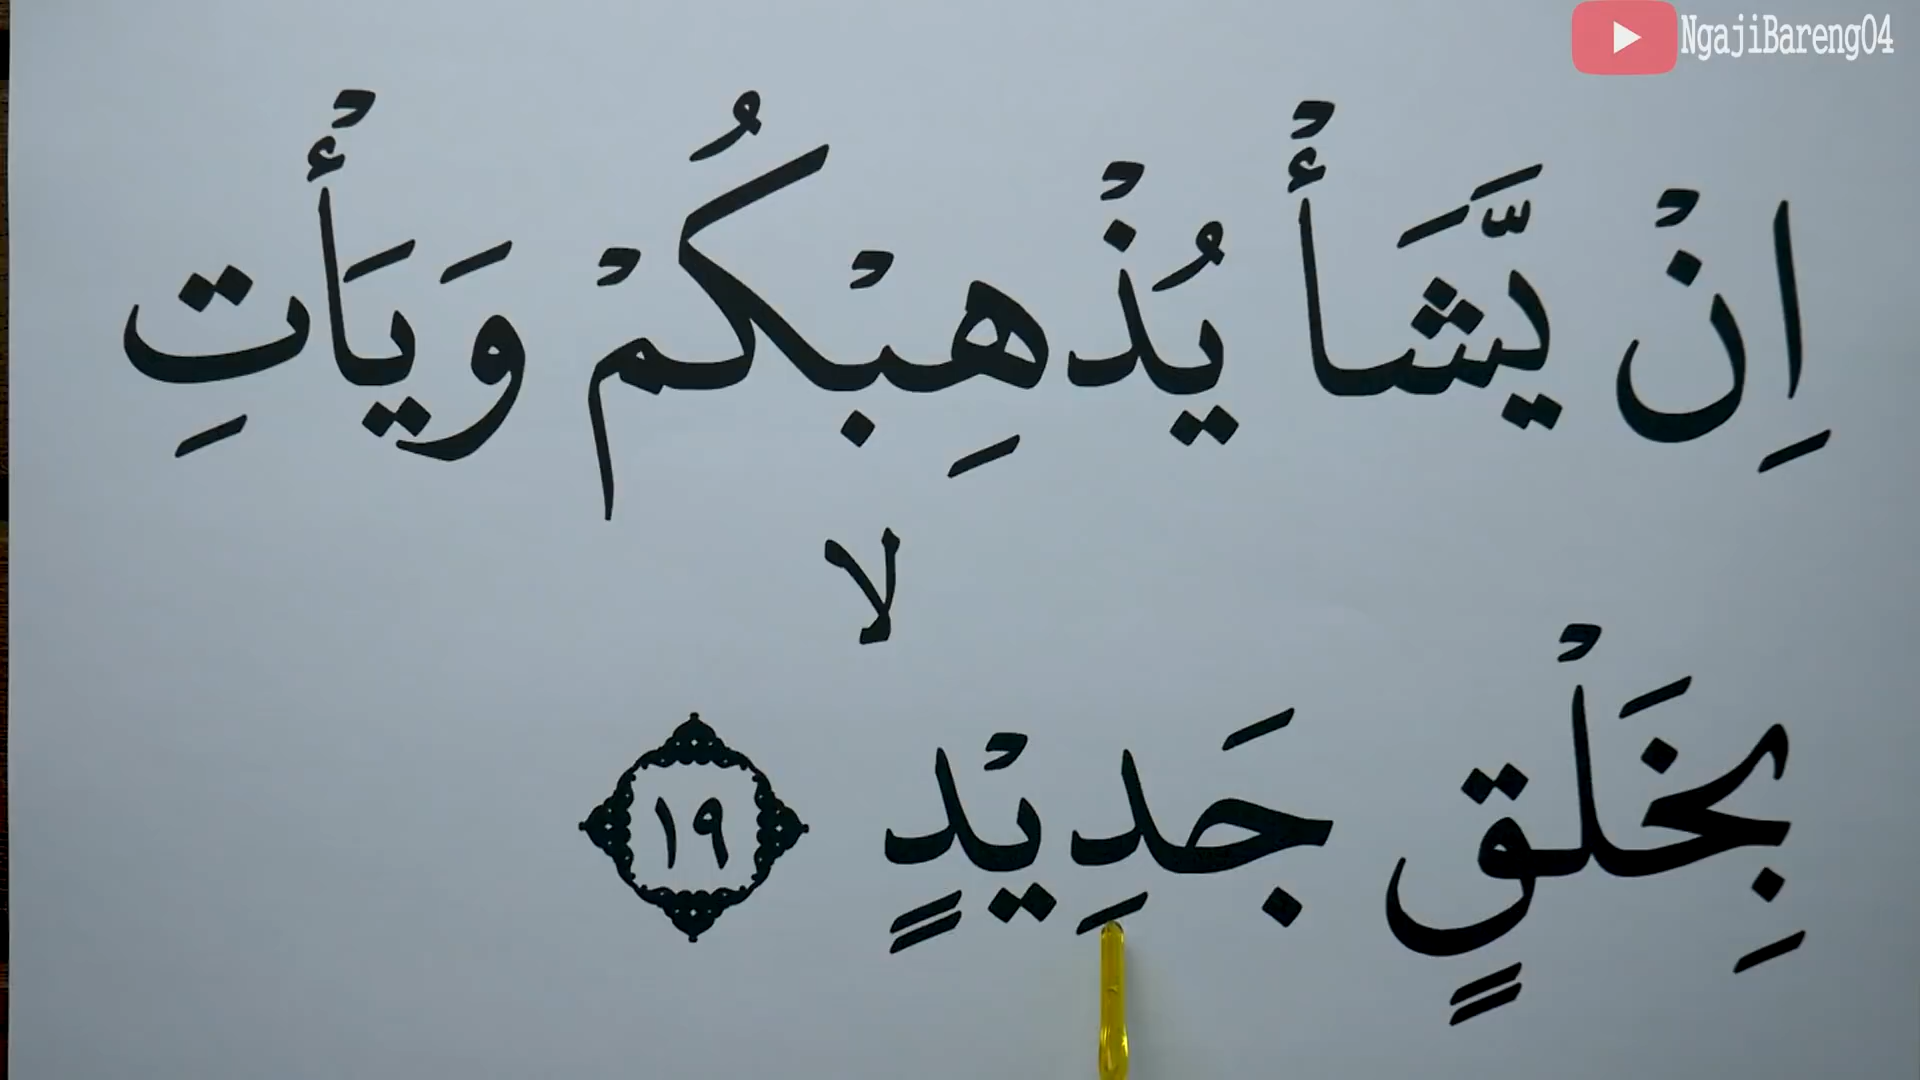 NgajiBareng04
اِنْ يَّشَأْ يُذْهِبْكُمْ وَيَأْتِ
لا
بِخَلْقٍ جَدِيْدٍ ١٩